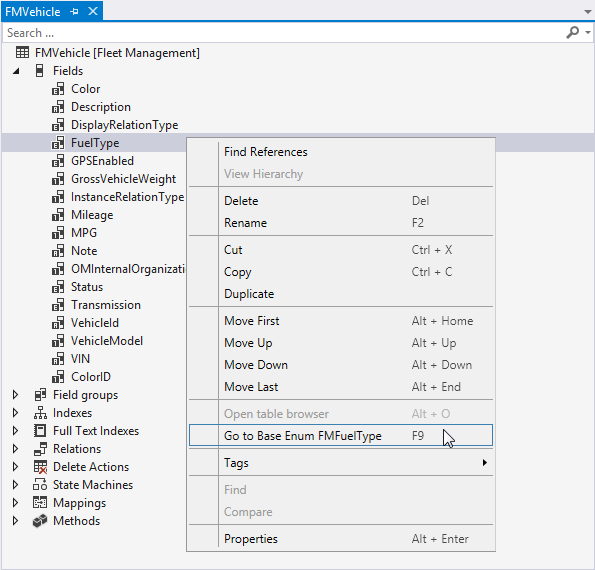 FMVehicle
Search ...
FMVehicle [Fleet Management]
Fields
Color
Description
DisplayRelationType
FuelType
GPSEnabled
GrossVehicleWeight
InstanceRelationType
Mileage
MPG
Note
OMInternalOrganizati
Status
Transmission
VehicleId
VehicleModel
VIN
ColorID
Field groups
Indexes
Full Text Indexes
Relations
Delete Actions
State Machines
Mappings
Methods
Find References
View Hierarchy
Delete Del
Rename F2
Cut Ctrl + X
Copy Ctrl + C
Duplicate
Move First Alt + Home
Move Up Alt + Up
Move Down Alt + Down
Move Last Alt + End
Open table browser Alt + O
Go to Base Enum FMFuelType F9
Tags
Find
Compare
Properties Alt + Enter